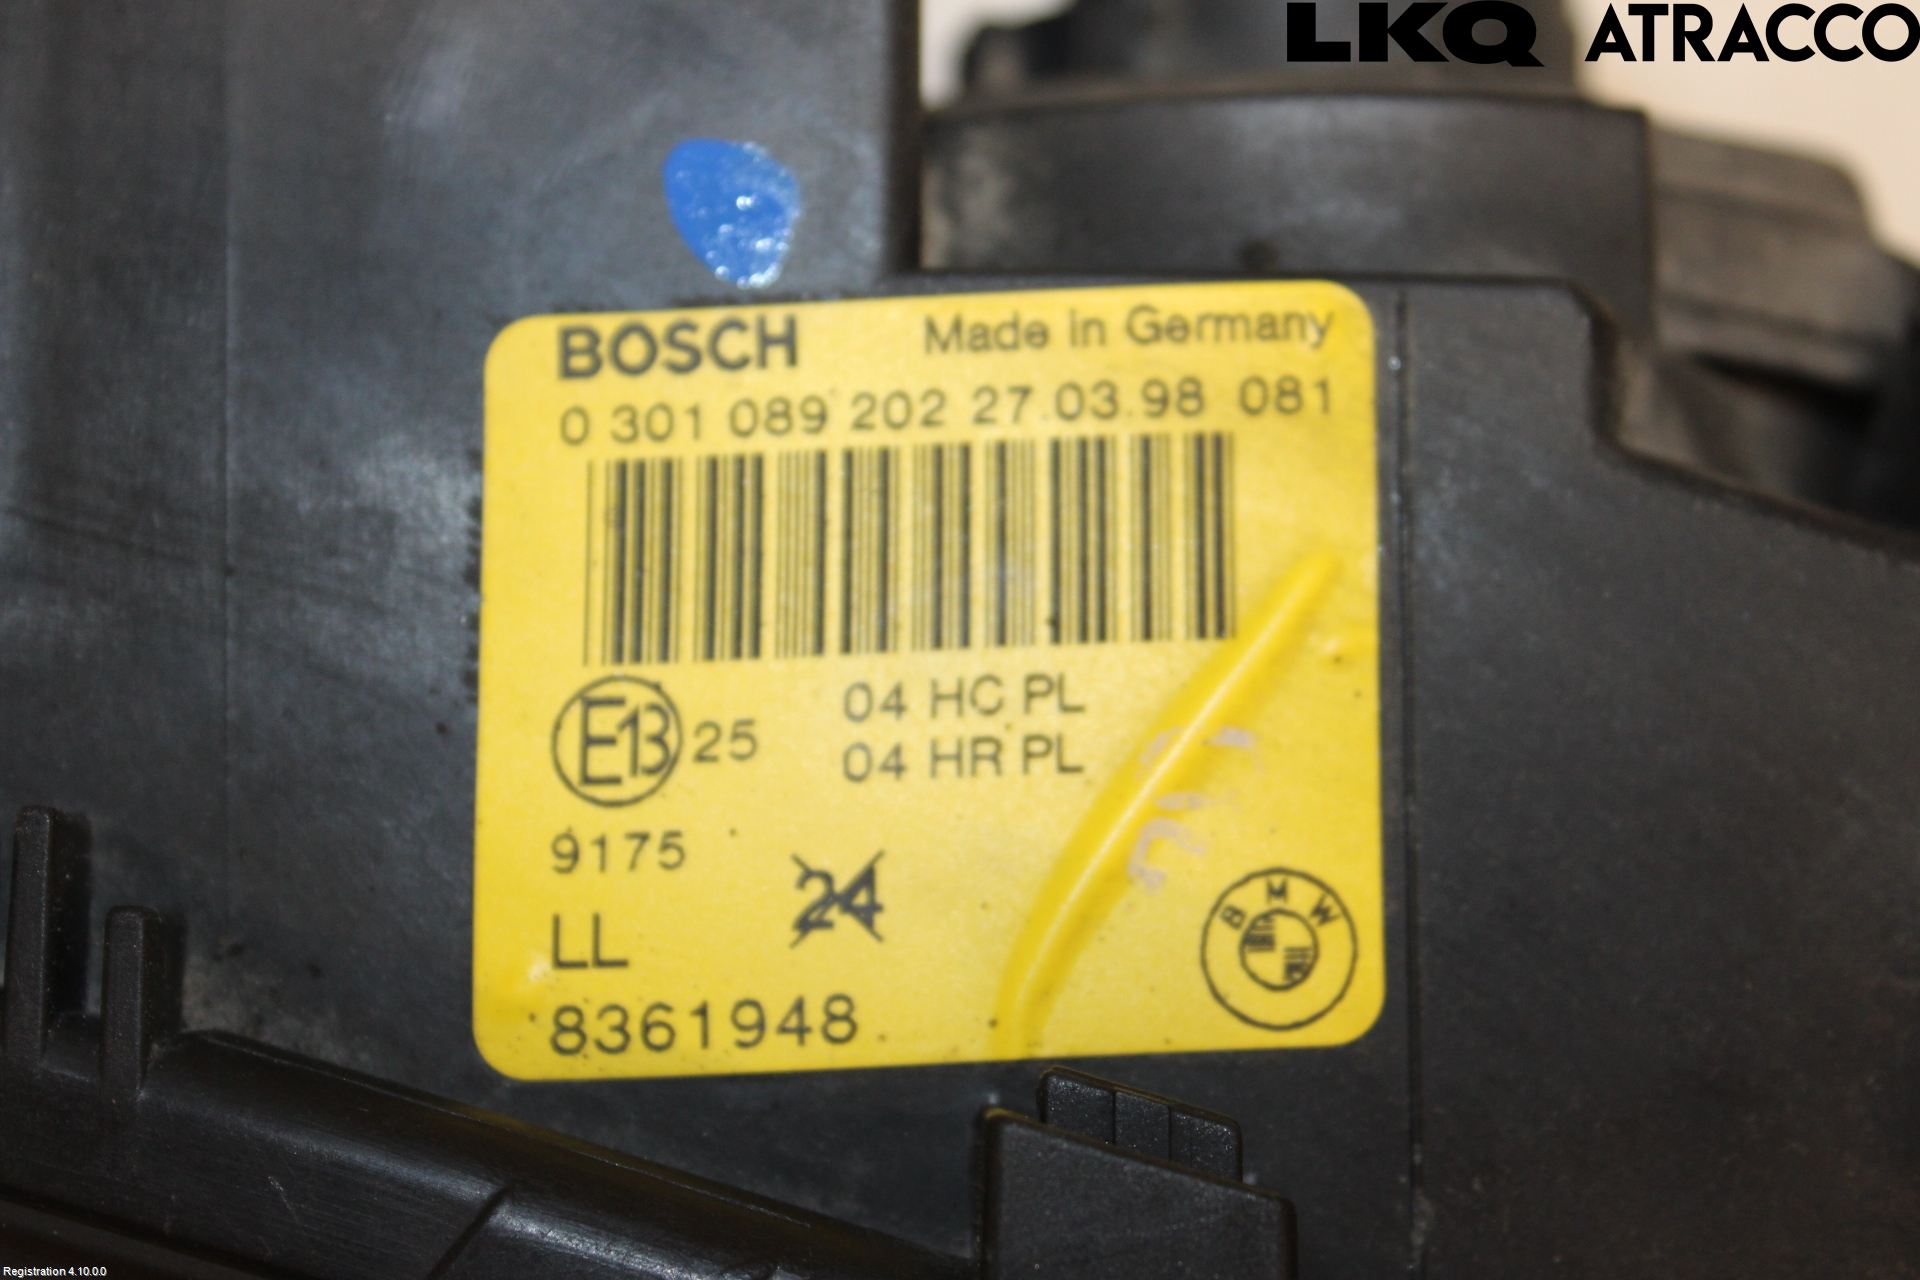 LKQ ATRACCO
BOSCH Made in Germany
0 301 089 202 27.03.98 081
E13 25 04 HC PL
04 HR PL
9175
24
LL
8361948
BMW
Registration 4.10.0.0